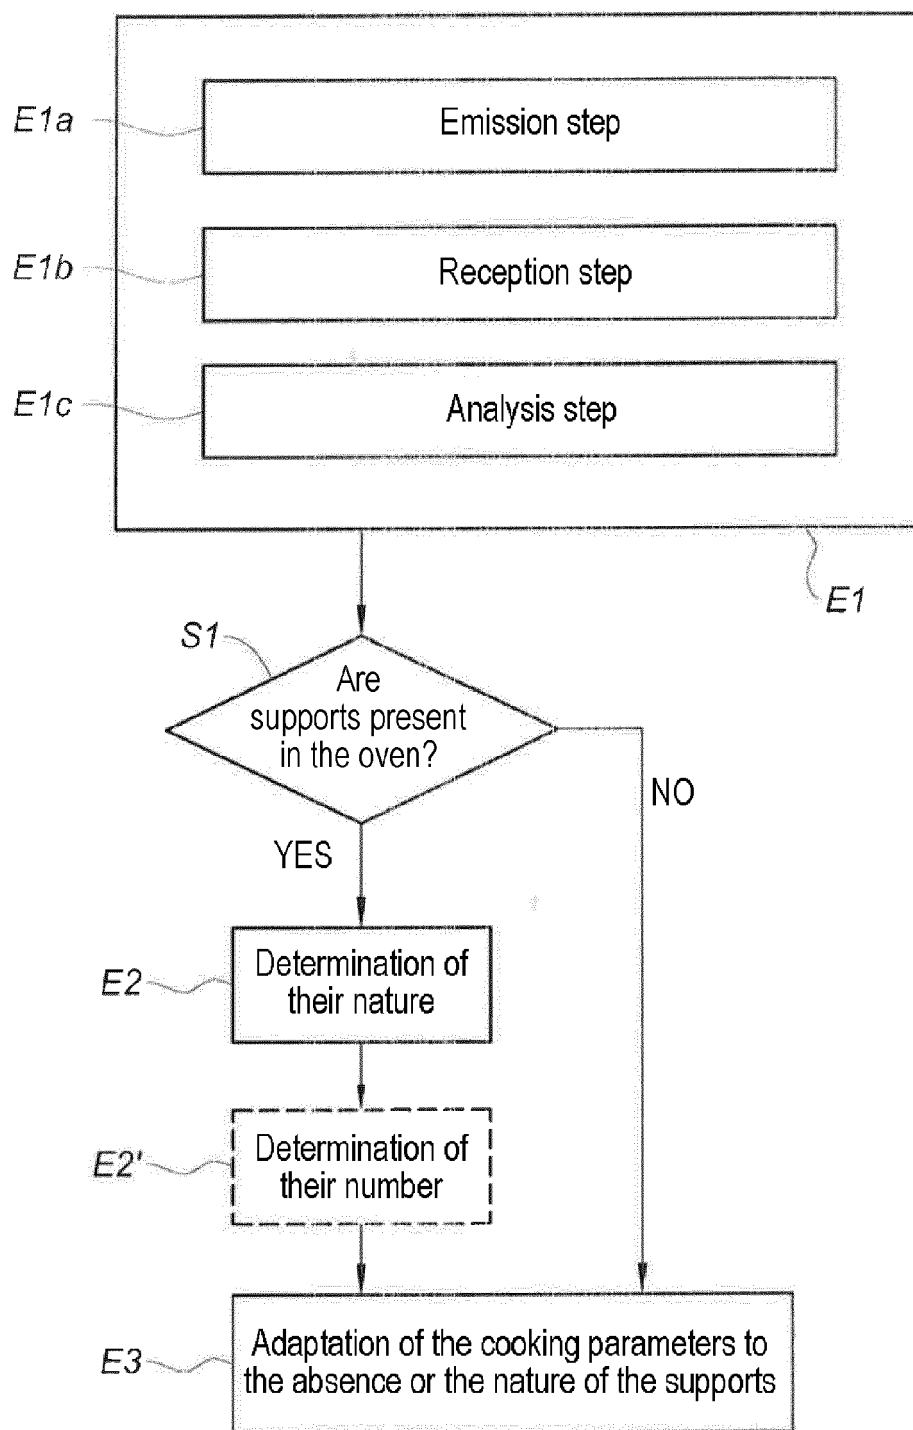 E1a
Emission step
E1b
Reception step
E1c
Analysis step
E1
S1
Are
supports present
in the oven?
NO
YES
E2
Determination of
their nature
E2'
Determination of
their number
E3
Adaptation of the cooking parameters to
the absence or the nature of the supports